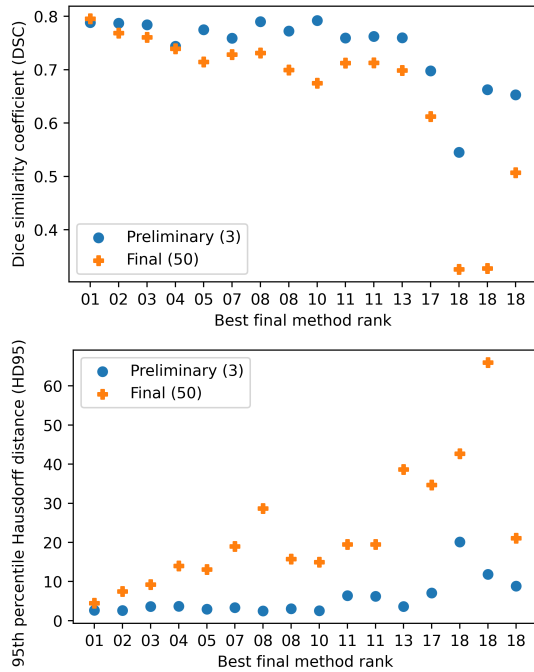 Dice similarity coefficient (DSC)
0.8
0.7
0.6
0.5
0.4
Preliminary (3)
Final (50)
01 02 03 04 05 07 08 08 10 11 11 13 17 18 18 18
Best final method rank
95th percentile Hausdorff distance (HD95)
60
50
40
30
20
10
0
Preliminary (3)
Final (50)
01 02 03 04 05 07 08 08 10 11 11 13 17 18 18 18
Best final method rank